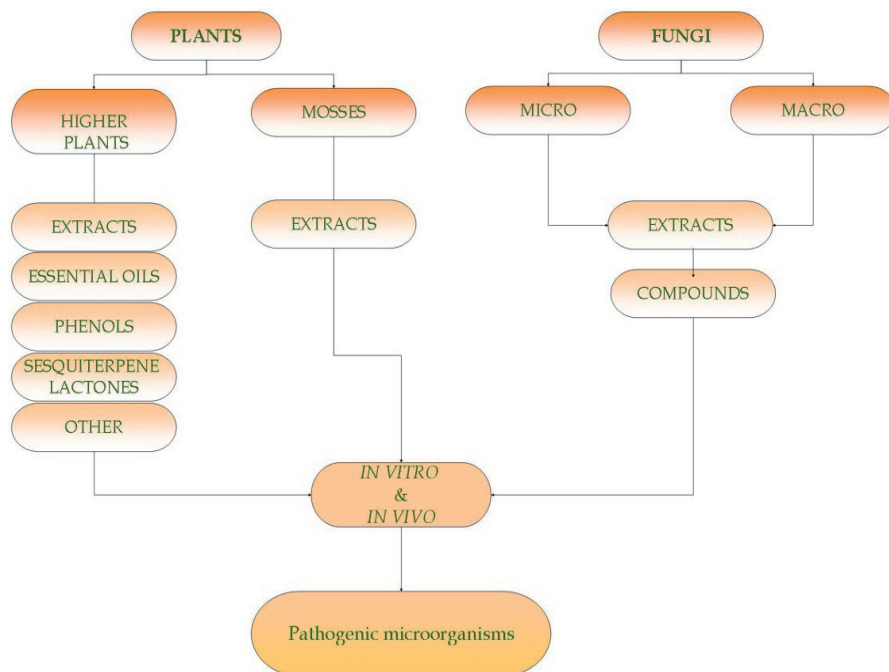 PLANTS
FUNGI
HIGHER
PLANTS
MOSSES
MICRO
MACRO
EXTRACTS
EXTRACTS
EXTRACTS
ESSENTIAL OILS
COMPOUNDS
PHENOLS
SESQUITERPENE
LACTONES
OTHER
IN VITRO
&
IN VIVO
Pathogenic microorganisms